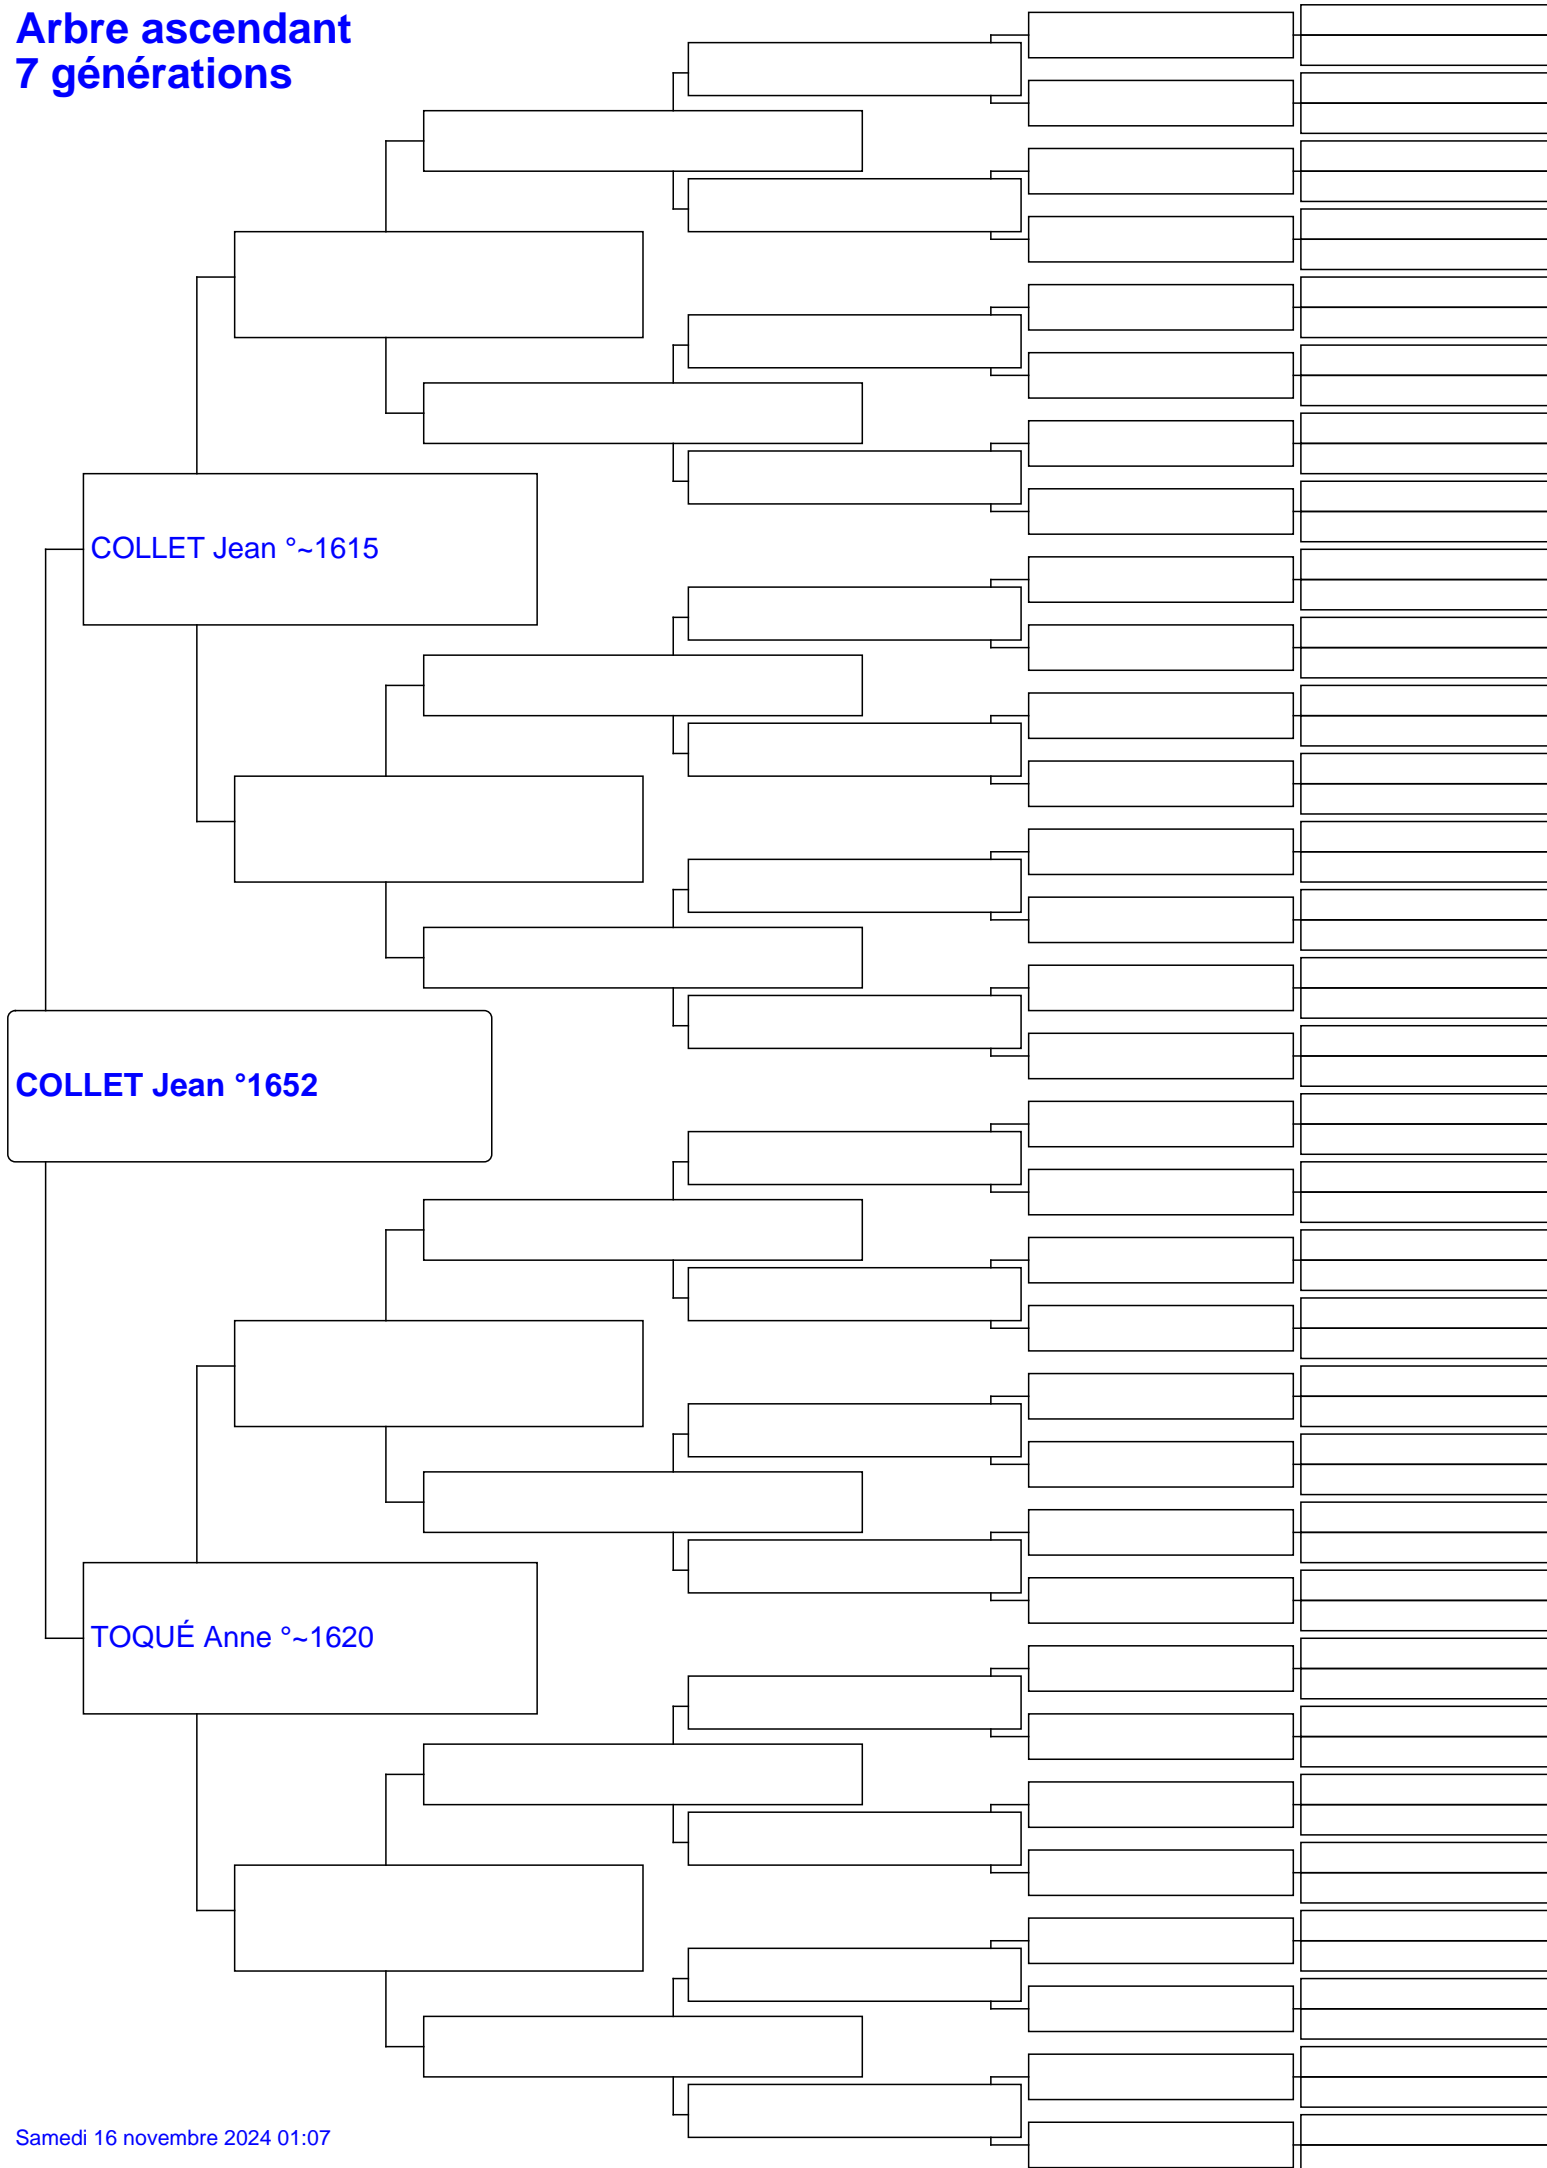 Arbre ascendant
7 générations
COLLET Jean °~1615
COLLET Jean °1652
TOQUÉ Anne °~1620
Samedi 16 novembre 2024 01:07